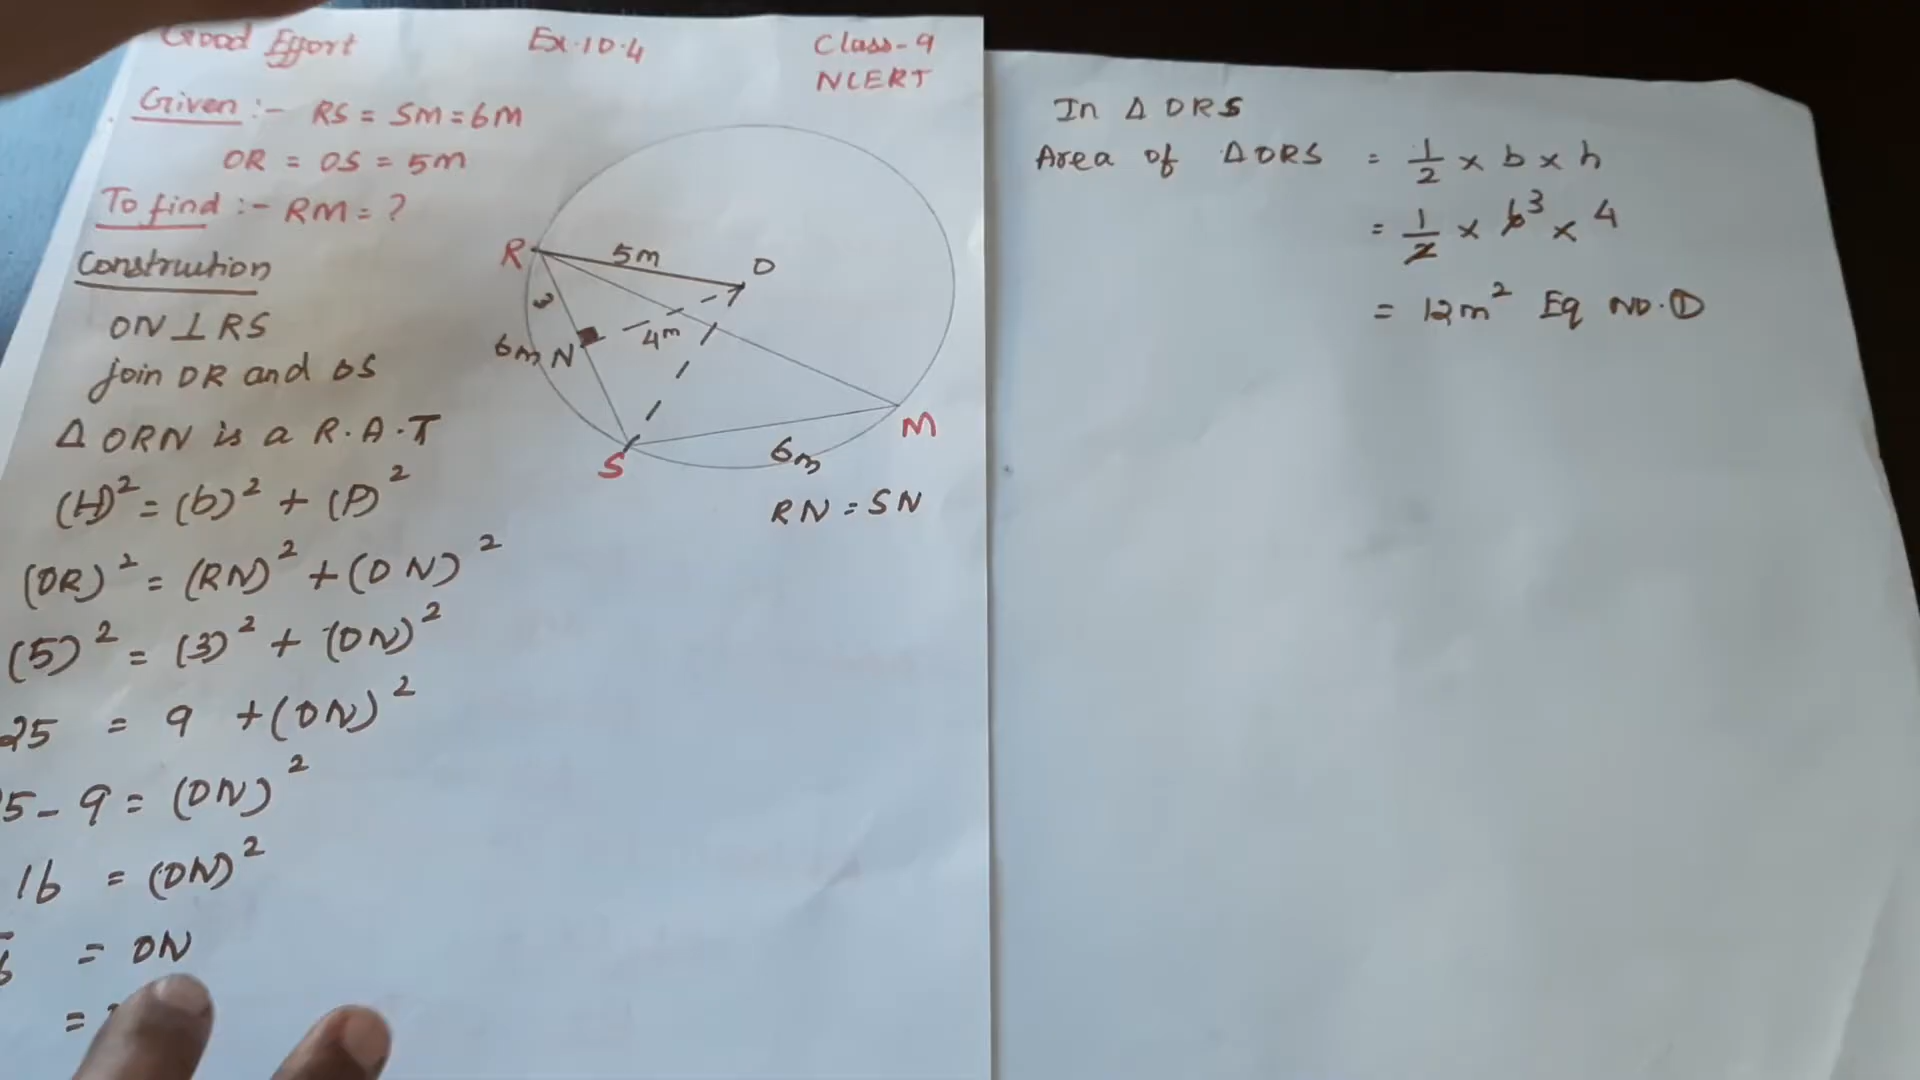 Good Effort Ex.10.4 Class-9
NCERT
Given :- RS = SM = 6M
OR = OS = 5M
To find :- RM = ?
Construction
ON ⊥ RS
join OR and OS
Δ ORN is a R.A.T
(H)² = (b)² + (P)²
(OR)² = (RN)² + (ON)²
(5)² = (3)² + (ON)²
25 = 9 + (ON)²
5 - 9 = (ON)²
16 = (ON)²
= ON
=
R
5m
O
3
6m
N
4m
S
6m
M
RN = SN
In Δ ORS
Area of ΔORS = 1/2 × b × h
= 1/2 × 6³ × 4
= 12m² Eq No. ①